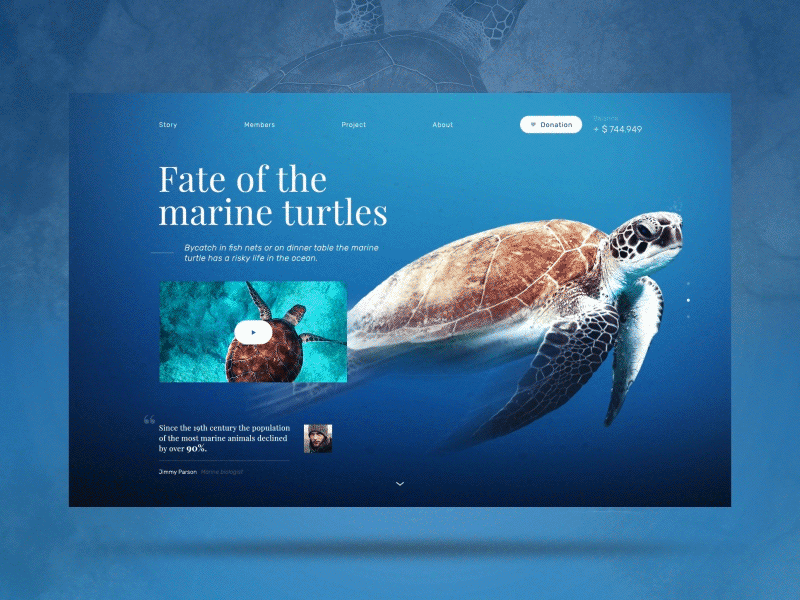 Story
Members
Project
About
Donation
+ $ 744.949
Fate of the
marine turtles
Bycatch in fish nets or on dinner table the marine
turtle has a risky life in the ocean.
Since the 19th century the population
of the most marine animals declined
by over 90%.
Jimmy Parson Marine biologist